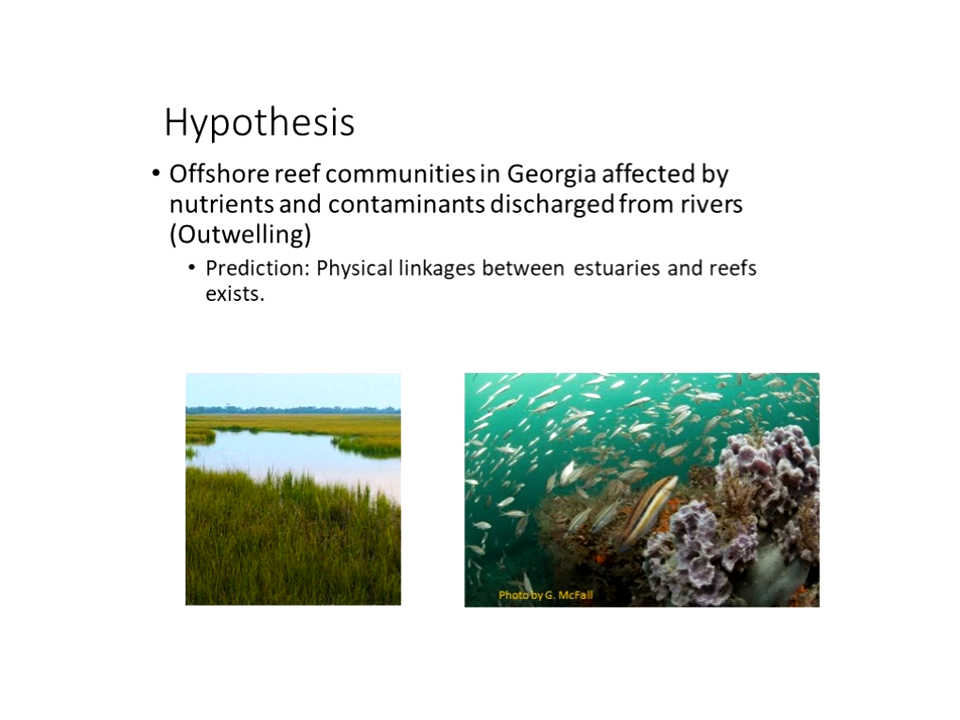 Hypothesis
• Offshore reef communities in Georgia affected by
nutrients and contaminants discharged from rivers
(Outwelling)
• Prediction: Physical linkages between estuaries and reefs
exists.
Photo by G. McFall